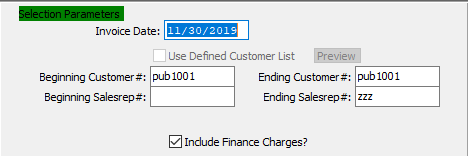 Selection Parameters
Invoice Date: 11/30/2019
Use Defined Customer List Preview
Beginning Customer#: pub1001 Ending Customer#: pub1001
Beginning Salesrep#: Ending Salesrep#: zzz
Include Finance Charges?